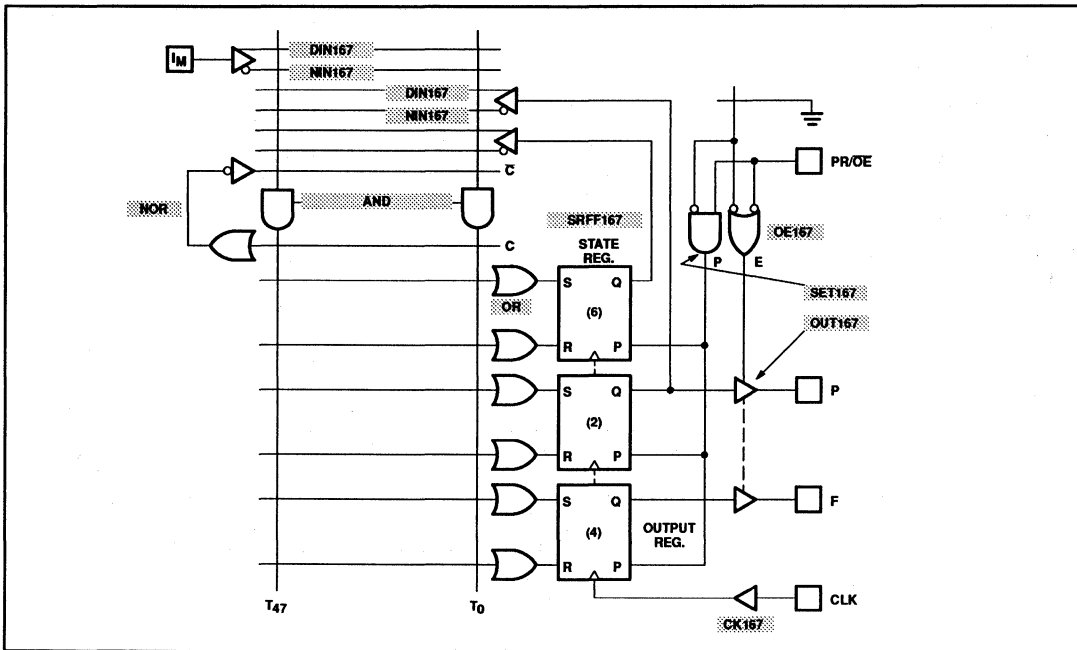 IM
DIN167
NIN167
DIN167
NIN167
PR/OE
C
NOR
AND
SRFF167
OE167
STATE
REG.
C
P
E
S
Q
SET167
OR
(6)
OUT167
R
P
S
Q
P
(2)
R
P
S
Q
F
(4)
OUTPUT
REG.
R
P
T47
T0
CLK
CK167